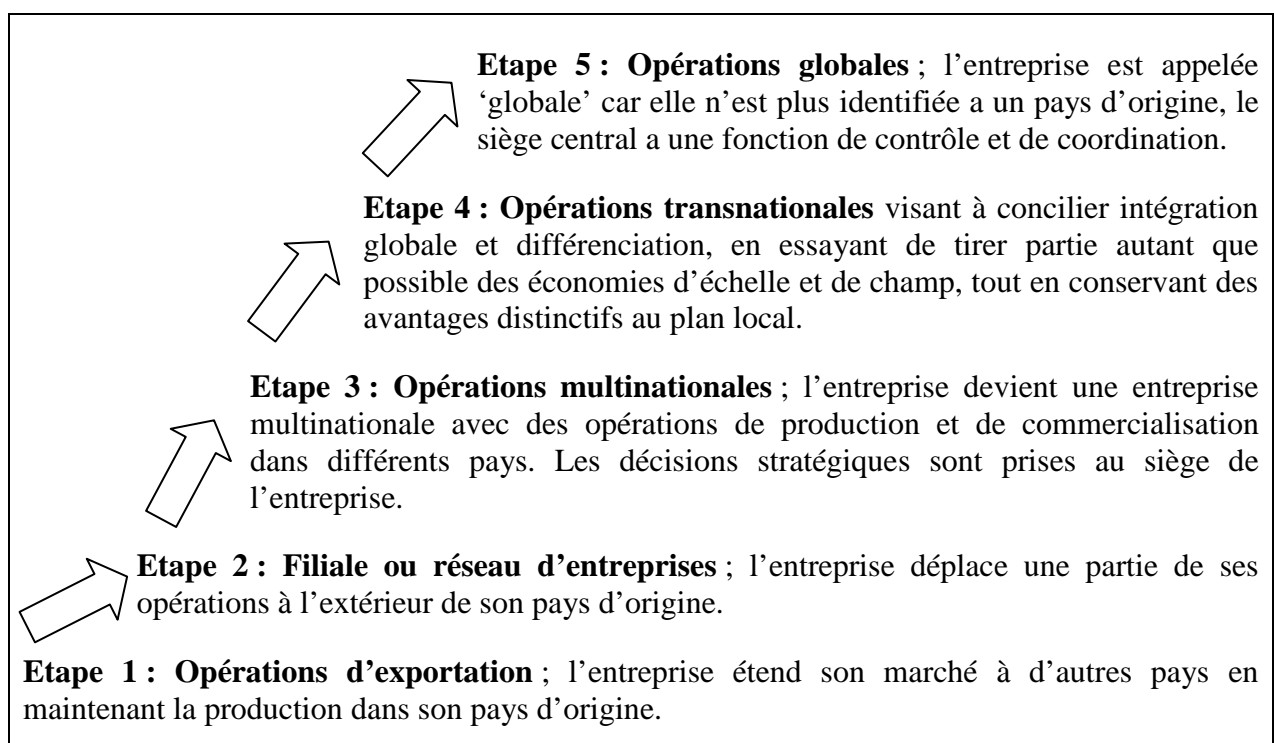 Etape 5 : Opérations globales ; l’entreprise est appelée
‘globale’ car elle n’est plus identifiée a un pays d’origine, le
siège central a une fonction de contrôle et de coordination.
Etape 4 : Opérations transnationales visant à concilier intégration
globale et différenciation, en essayant de tirer partie autant que
possible des économies d’échelle et de champ, tout en conservant des
avantages distinctifs au plan local.
Etape 3 : Opérations multinationales ; l’entreprise devient une entreprise
multinationale avec des opérations de production et de commercialisation
dans différents pays. Les décisions stratégiques sont prises au siège de
l’entreprise.
Etape 2 : Filiale ou réseau d’entreprises ; l’entreprise déplace une partie de ses
opérations à l’extérieur de son pays d’origine.
Etape 1 : Opérations d’exportation ; l’entreprise étend son marché à d’autres pays en
maintenant la production dans son pays d’origine.